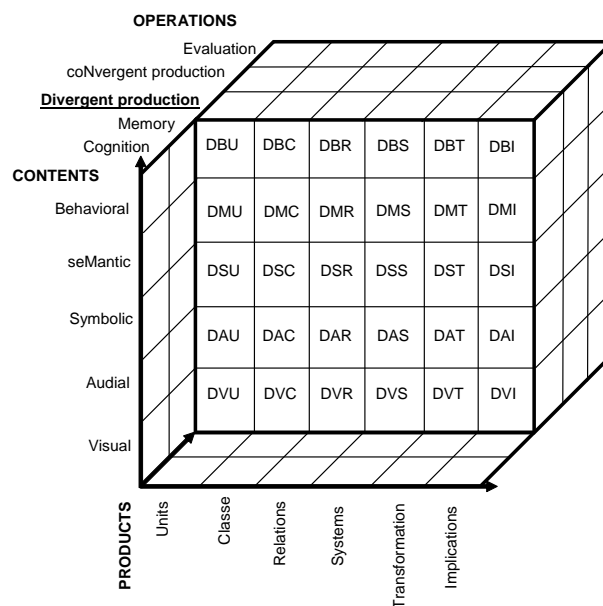 OPERATIONS
Evaluation
coNvergent production
Divergent production
Memory
Cognition
CONTENTS
Behavioral
seMantic
Symbolic
Audial
Visual
DBU DBC DBR DBS DBT DBI
DMU DMC DMR DMS DMT DMI
DSU DSC DSR DSS DST DSI
DAU DAC DAR DAS DAT DAI
DVU DVC DVR DVS DVT DVI
PRODUCTS
Units
Classe
Relations
Systems
Transformation
Implications